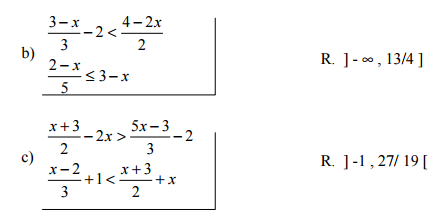 b) (3 – x)/3 – 2 < (4 – 2x)/2
(2 – x)/5 ≤ 3 – x
R. ] - ∞ , 13/4 ]
c) (x + 3)/2 – 2x > (5x – 3)/3 – 2
(x – 2)/3 + 1 < (x + 3)/2 + x
R. ] -1 , 27/ 19 [